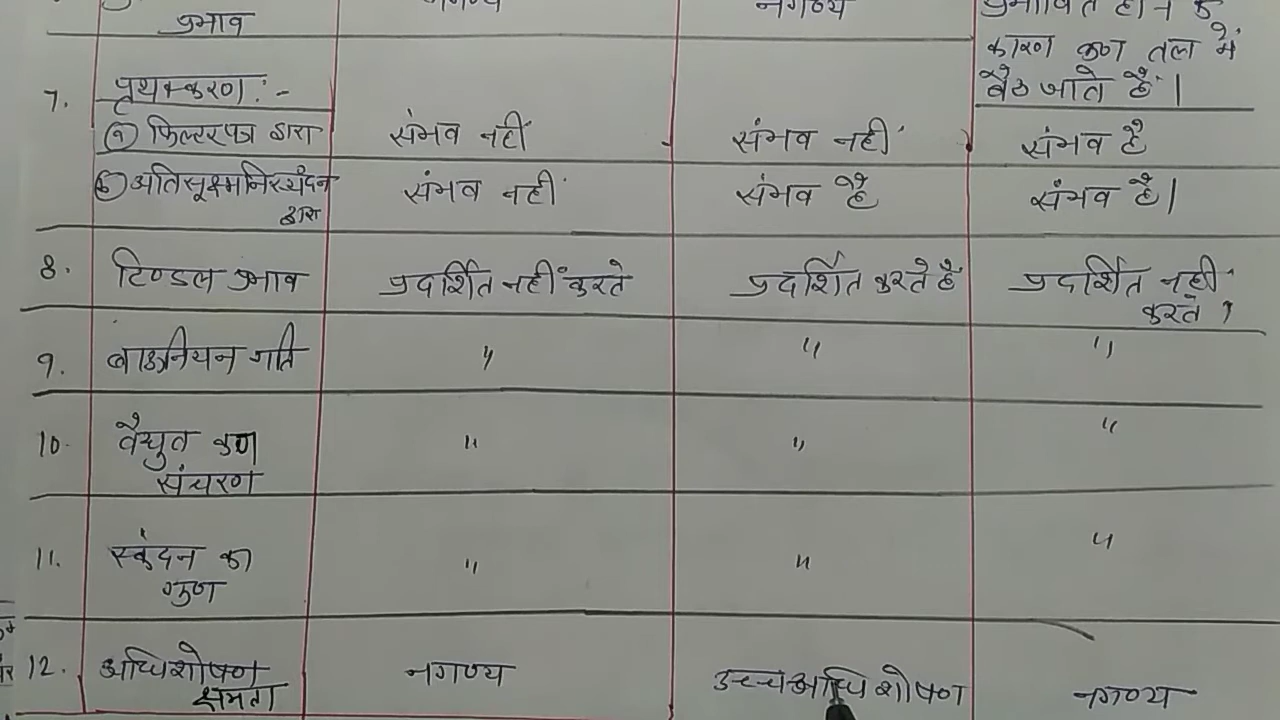 प्रभाव नगण्य नगण्य प्रभावित होने के
कारण कण तल में
बैठ जाते हैं।
7. पृथक्करण :-
(a) फिल्टरपत्र द्वारा संभव नहीं संभव नहीं संभव है
(b) अतिसूक्ष्मनिस्यंदन संभव नहीं संभव है संभव है।
द्वारा
8. टिण्डल प्रभाव प्रदर्शित नहीं करते प्रदर्शित करते है प्रदर्शित नहीं
करते।
9. ब्राउनियन गति " " "
10. वैद्युत कण " " "
संचरण
11. स्कंदन का " " "
गुण
12. अधिशोषण नगण्य उच्च अधिशोषण नगण्य
क्षमता